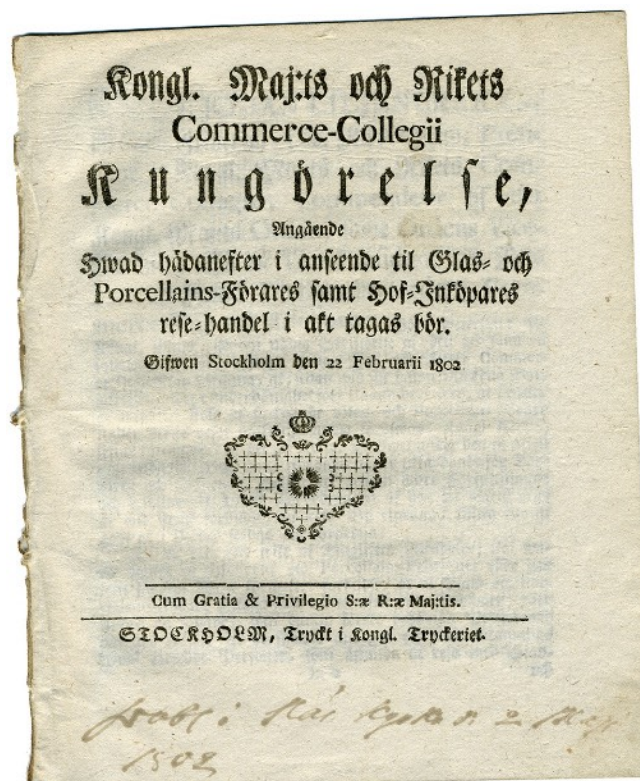 Kongl. Maj:ts och Rikets
Commerce-Collegii
Kungörelse,
Angående
Hwad hädanefter i anseende til Glas- och
Porcellains-Förares samt Hof-Inköpares
rese-handel i akt tagas bör.
Gifwen Stockholm den 22 Februarii 1802
Cum Gratia & Privilegio S:æ R:æ Maj:tis.
STOCKHOLM, Tryckt i Kongl. Tryckeriet.
i 2 Maj
1802